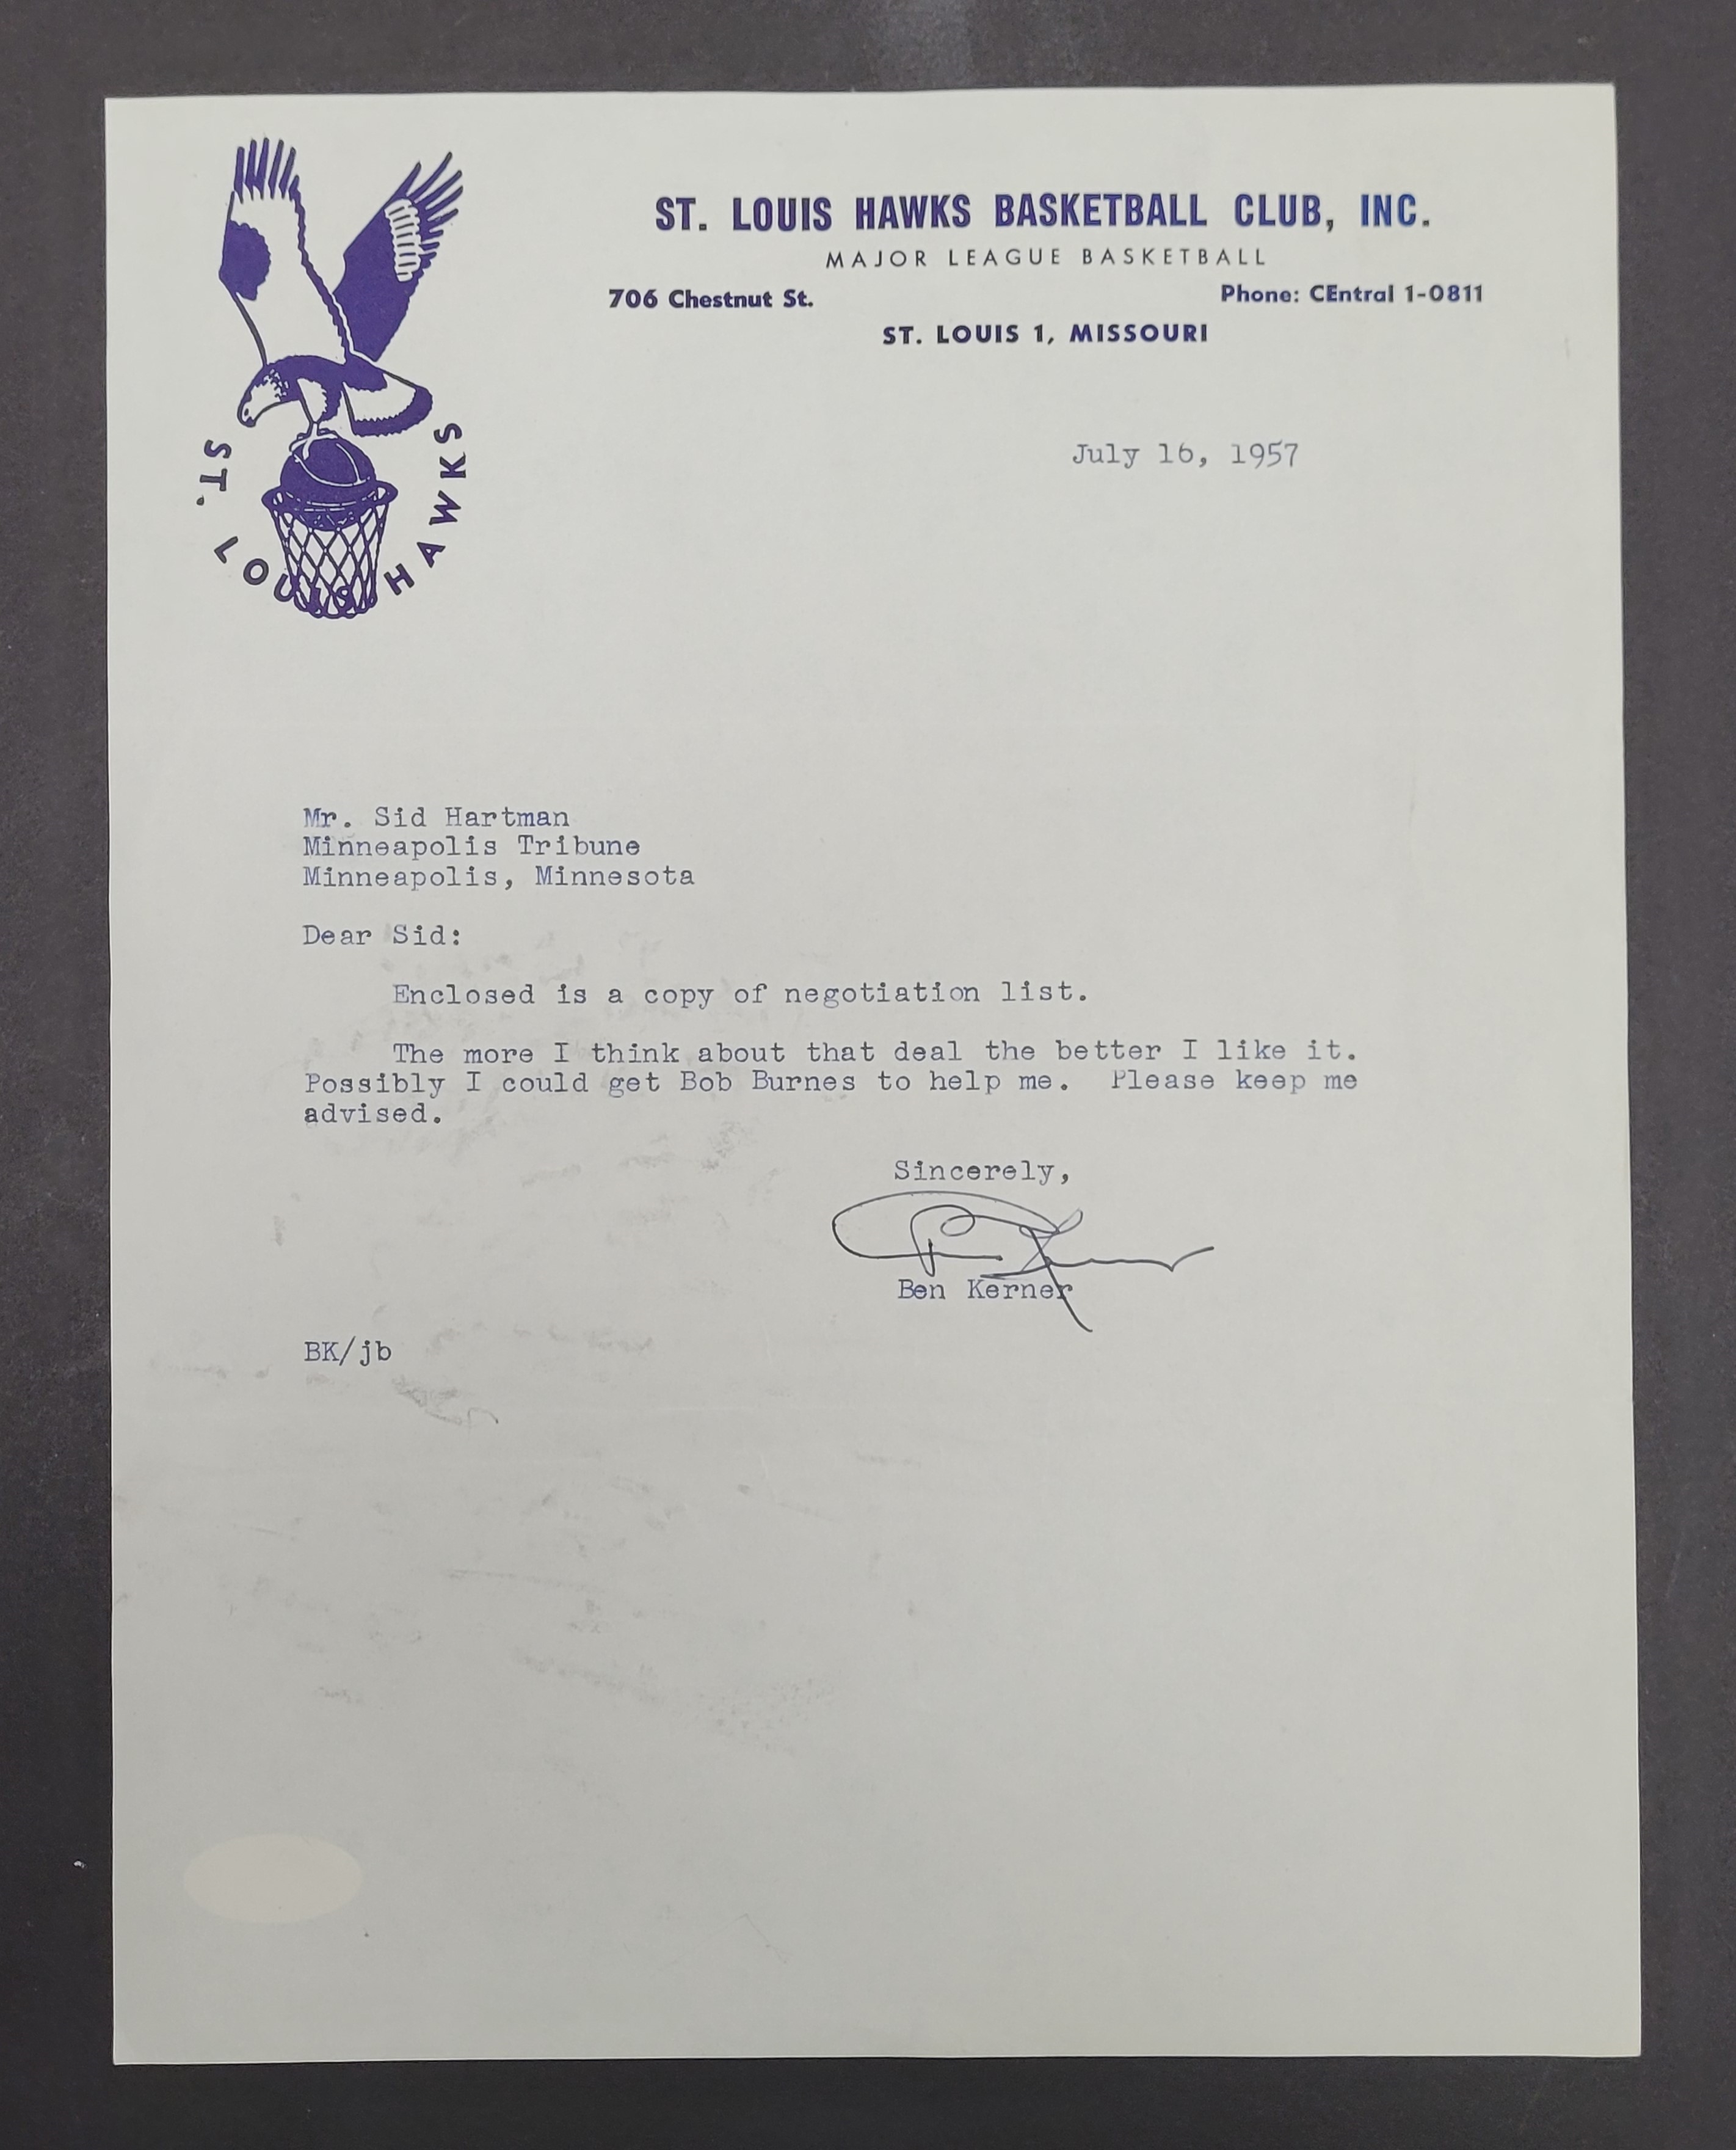 ST. LOUIS HAWKS
ST. LOUIS HAWKS BASKETBALL CLUB, INC.
MAJOR LEAGUE BASKETBALL
706 Chestnut St. Phone: CEntral 1-0811
ST. LOUIS 1, MISSOURI
July 16, 1957
Mr. Sid Hartman
Minneapolis Tribune
Minneapolis, Minnesota
Dear Sid:
Enclosed is a copy of negotiation list.
The more I think about that deal the better I like it.
Possibly I could get Bob Burnes to help me. Please keep me
advised.
Sincerely,
Ben Kerner
Ben Kerner
BK/jb